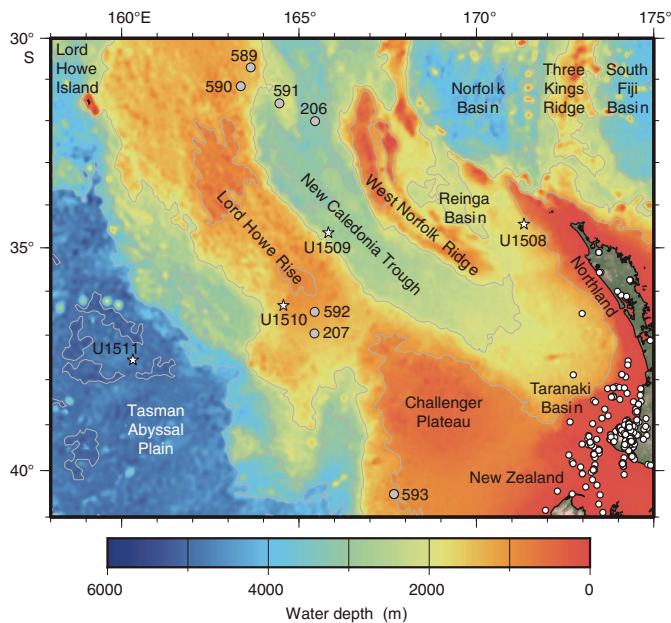 160°E
165°
170°
175°
30°
S
Lord
Howe
Island
589
590
591
206
Norfolk
Basin
Three
Kings
Ridge
South
Fiji
Basin
Lord Howe Rise
New Caledonia Trough
West Norfolk Ridge
Reinga
Basin
U1509
U1508
Northland
35°
U1510
592
207
U1511
Tasman
Abyssal
Plain
Challenger
Plateau
Taranaki
Basin
40°
593
New Zealand
6000
4000
2000
0
Water depth (m)